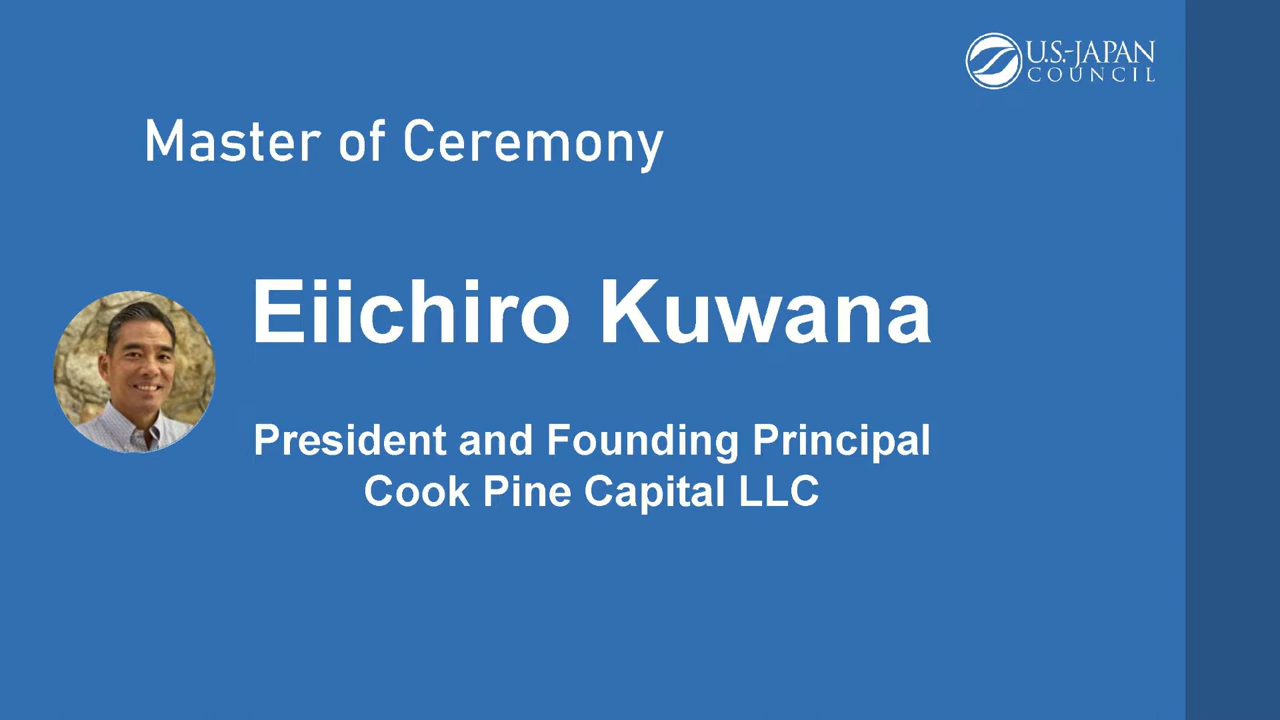 U.S.-JAPAN
COUNCIL
Master of Ceremony
Eiichiro Kuwana
President and Founding Principal
Cook Pine Capital LLC